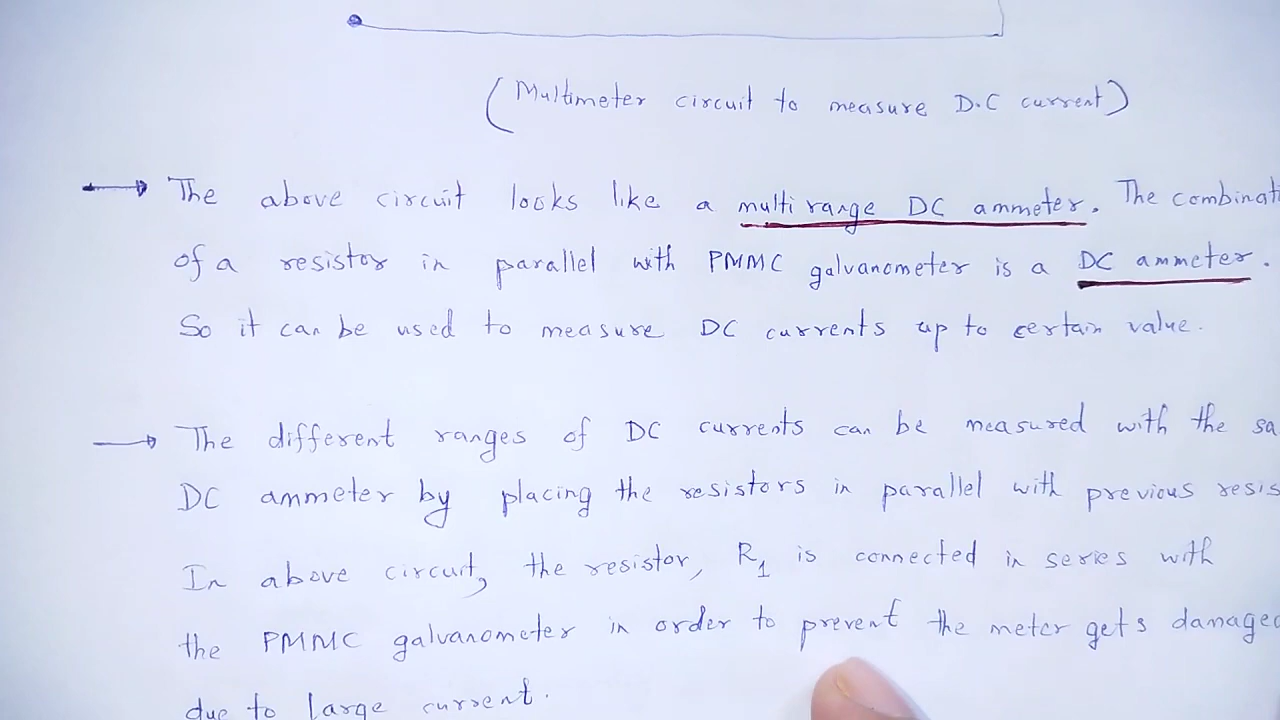 (Multimeter circuit to measure D.C current)
The above circuit looks like a multi range DC ammeter. The combinati
of a resistor in parallel with PMMC galvanometer is a DC ammeter.
So it can be used to measure DC currents up to certain value.
The different ranges of DC currents can be measured with the sa
DC ammeter by placing the resistors in parallel with previous resis
In above circuit, the resistor, R1 is connected in series with
the PMMC galvanometer in order to prevent the meter gets damaged
due to large current.